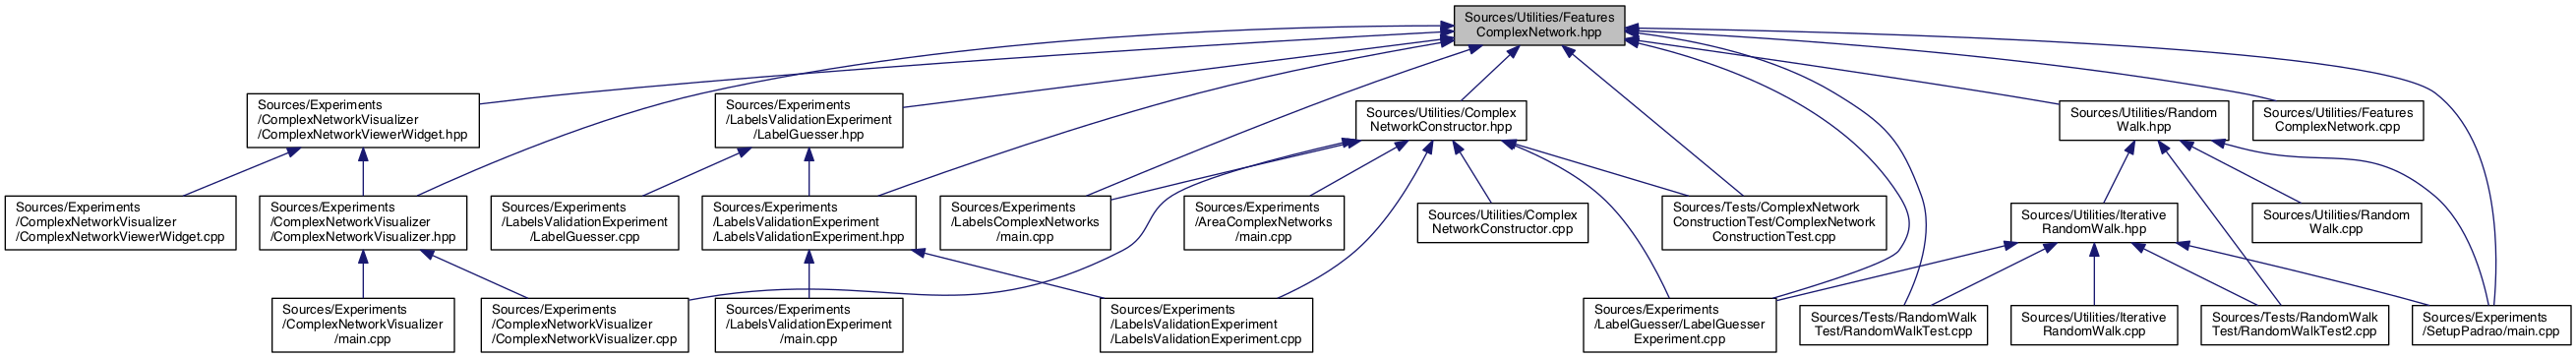 Sources/Utilities/Features
ComplexNetwork.hpp
Sources/Experiments
/ComplexNetworkVisualizer
/ComplexNetworkViewerWidget.hpp
Sources/Experiments
/LabelsValidationExperiment
/LabelGuesser.hpp
Sources/Utilities/Complex
NetworkConstructor.hpp
Sources/Utilities/Random
Walk.hpp
Sources/Utilities/Features
ComplexNetwork.cpp
Sources/Experiments
/ComplexNetworkVisualizer
/ComplexNetworkViewerWidget.cpp
Sources/Experiments
/ComplexNetworkVisualizer
/ComplexNetworkVisualizer.hpp
Sources/Experiments
/LabelsValidationExperiment
/LabelGuesser.cpp
Sources/Experiments
/LabelsValidationExperiment
/LabelsValidationExperiment.hpp
Sources/Experiments
/LabelsComplexNetworks
/main.cpp
Sources/Experiments
/AreaComplexNetworks
/main.cpp
Sources/Utilities/Complex
NetworkConstructor.cpp
Sources/Tests/ComplexNetwork
ConstructionTest/ComplexNetwork
ConstructionTest.cpp
Sources/Utilities/Iterative
RandomWalk.hpp
Sources/Utilities/Random
Walk.cpp
Sources/Experiments
/ComplexNetworkVisualizer
/main.cpp
Sources/Experiments
/ComplexNetworkVisualizer
/ComplexNetworkVisualizer.cpp
Sources/Experiments
/LabelsValidationExperiment
/main.cpp
Sources/Experiments
/LabelsValidationExperiment
/LabelsValidationExperiment.cpp
Sources/Experiments
/LabelGuesser/LabelGuesser
Experiment.cpp
Sources/Tests/RandomWalk
Test/RandomWalkTest.cpp
Sources/Utilities/Iterative
RandomWalk.cpp
Sources/Tests/RandomWalk
Test/RandomWalkTest2.cpp
Sources/Experiments
/SetupPadrao/main.cpp